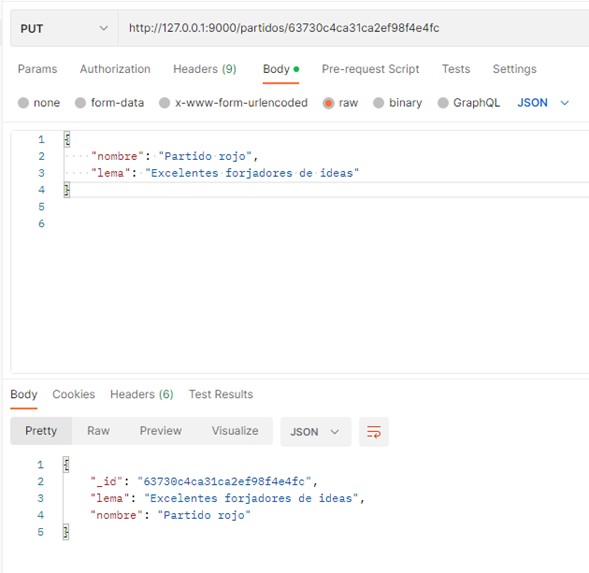 PUT http://127.0.0.1:9000/partidos/63730c4ca31ca2ef98f4e4fc
Params Authorization Headers (9) Body Pre-request Script Tests Settings
none form-data x-www-form-urlencoded raw binary GraphQL JSON
1 {
2 "nombre": "Partido rojo",
3 "lema": "Excelentes forjadores de ideas"
4 }
5
6
Body Cookies Headers (6) Test Results
Pretty Raw Preview Visualize JSON
1 {
2 "_id": "63730c4ca31ca2ef98f4e4fc",
3 "lema": "Excelentes forjadores de ideas",
4 "nombre": "Partido rojo"
5 }